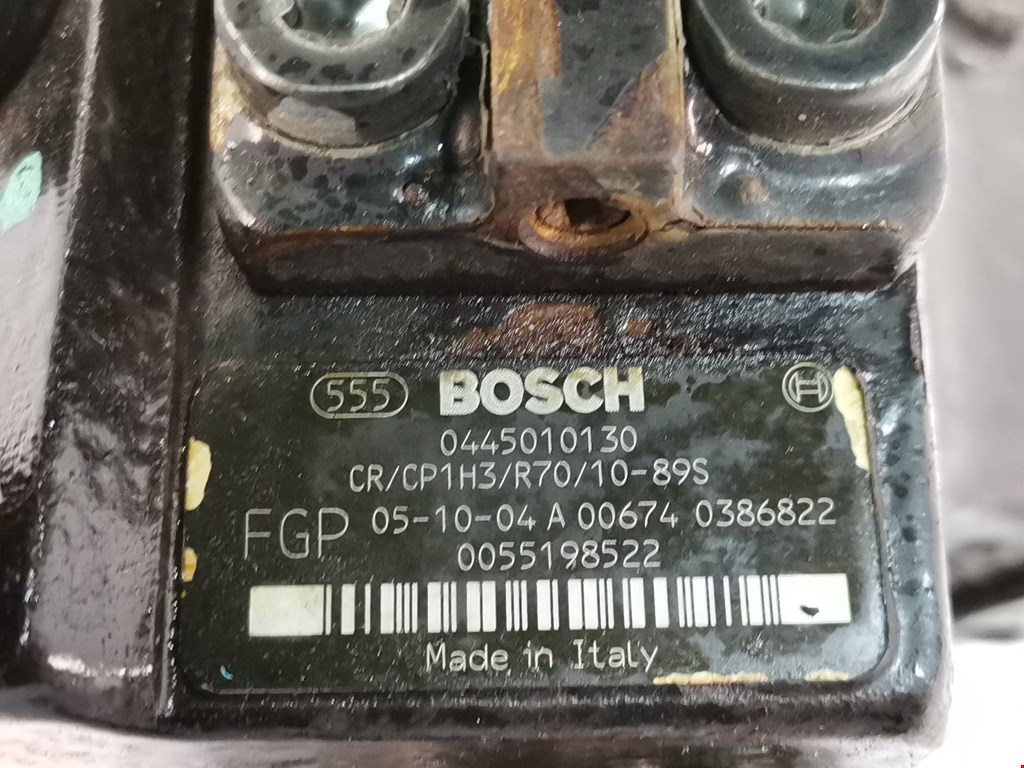 555 BOSCH
0445010130
CR/CP1H3/R70/10-89S
FGP 05-10-04 A 00674 0386822
0055198522
Made in Italy